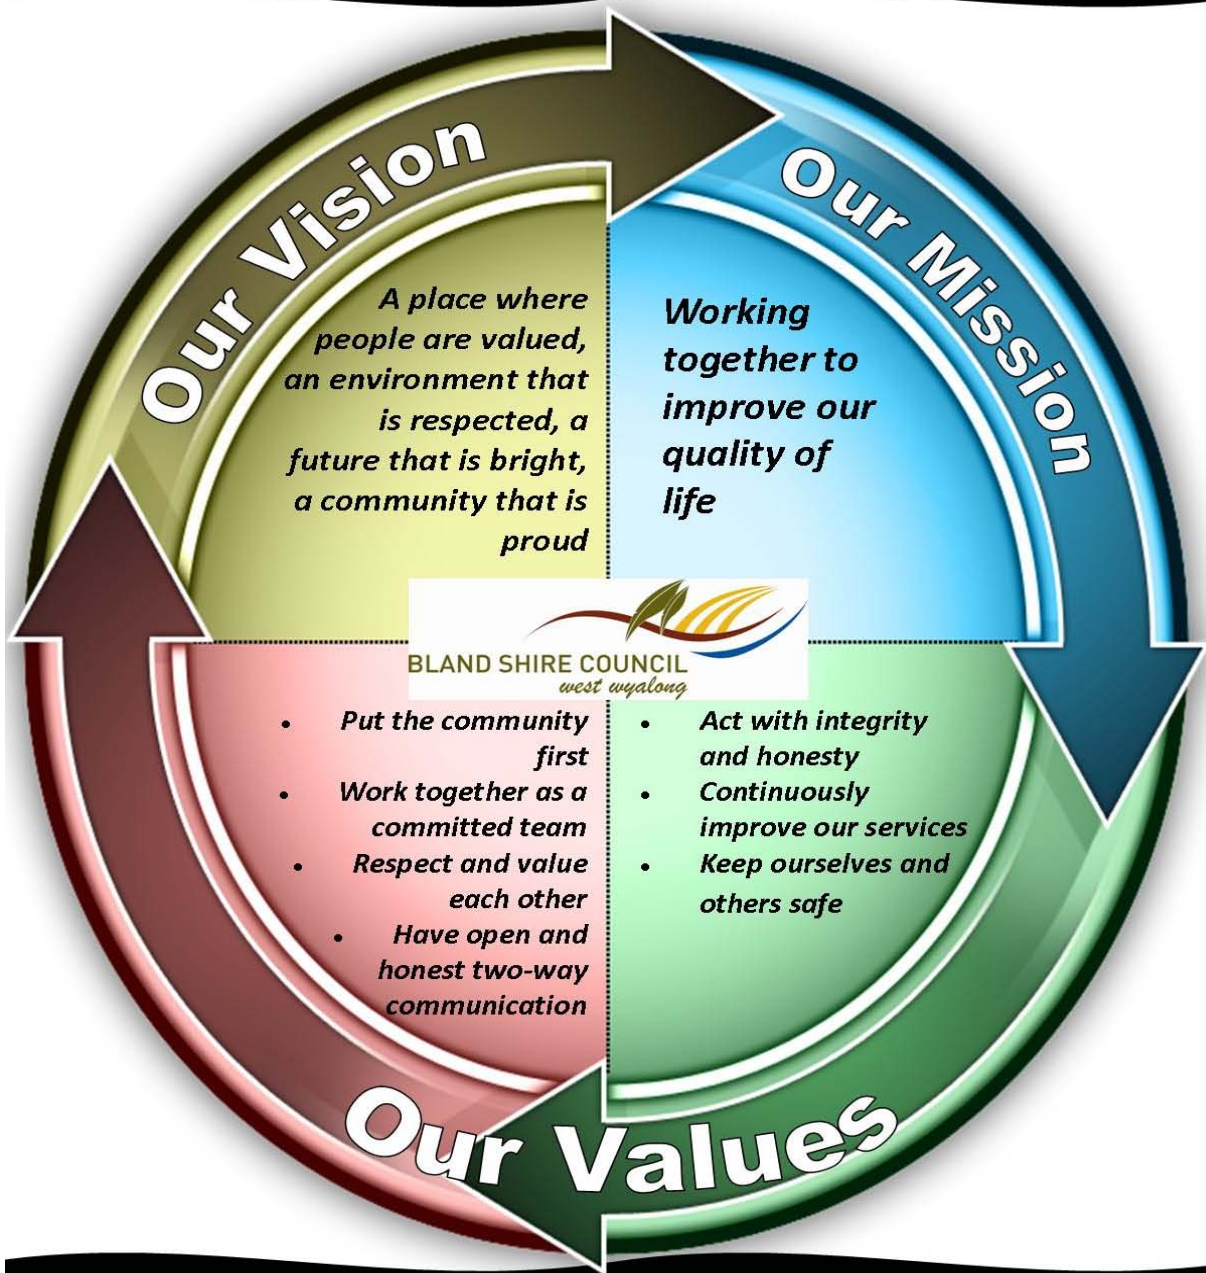 Our Vision
A place where
people are valued,
an environment that
is respected, a
future that is bright,
a community that is
proud
Our Mission
Working
together to
improve our
quality of
life
BLAND SHIRE COUNCIL
west wyalong
• Put the community
first
• Work together as a
committed team
• Respect and value
each other
• Have open and
honest two-way
communication
• Act with integrity
and honesty
• Continuously
improve our services
• Keep ourselves and
others safe
Our Values